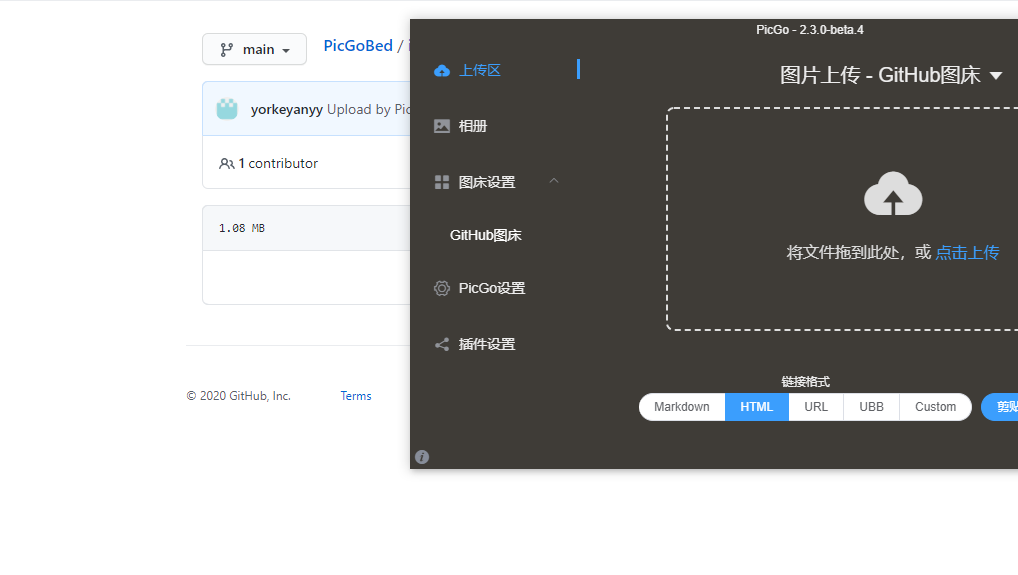 main
PicGoBed /
yorkeyanyy Upload by Pic
1 contributor
1.08 MB
© 2020 GitHub, Inc.
Terms
PicGo - 2.3.0-beta.4
上传区
相册
图床设置
GitHub图床
PicGo设置
插件设置
图片上传 - GitHub图床
将文件拖到此处，或 点击上传
链接格式
Markdown
HTML
URL
UBB
Custom
剪贴